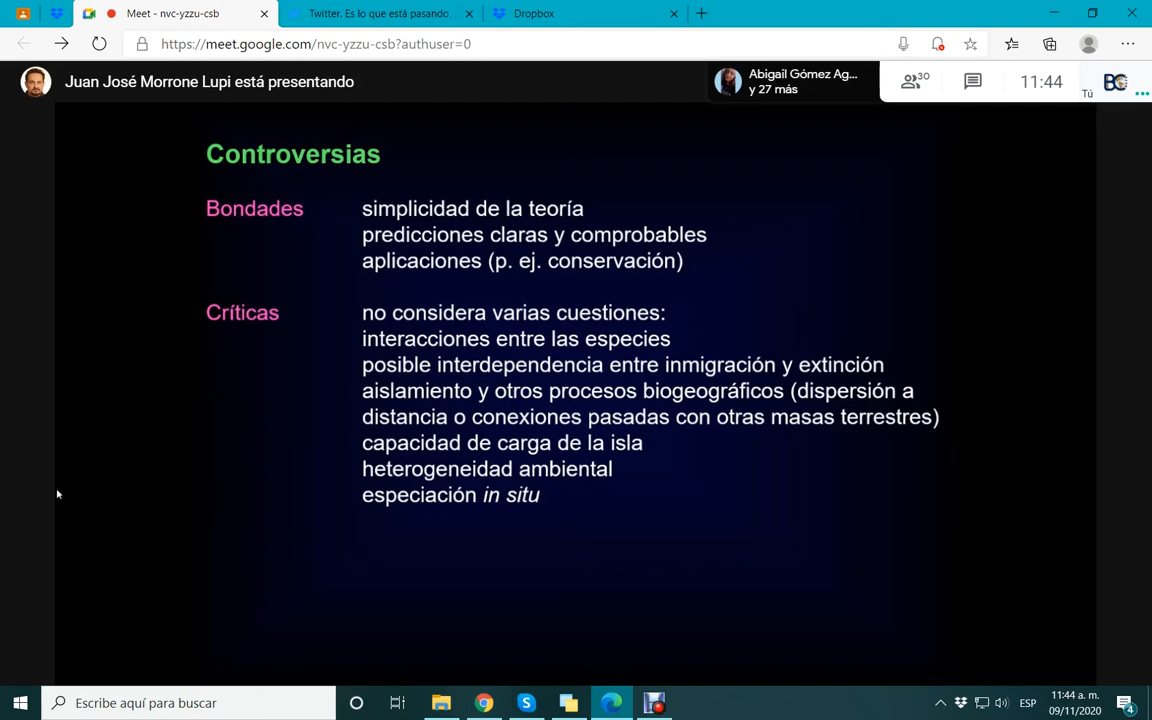 Meet - nvc-yzzu-csb
Twitter. Es lo que está pasando.
Dropbox
https://meet.google.com/nvc-yzzu-csb?authuser=0
Juan José Morrone Lupi está presentando
Abigail Gómez Ag...
y 27 más
30
11:44
Tú
BC
Controversias
Bondades simplicidad de la teoría
predicciones claras y comprobables
aplicaciones (p. ej. conservación)
Críticas no considera varias cuestiones:
interacciones entre las especies
posible interdependencia entre inmigración y extinción
aislamiento y otros procesos biogeográficos (dispersión a
distancia o conexiones pasadas con otras masas terrestres)
capacidad de carga de la isla
heterogeneidad ambiental
especiación in situ
Escribe aquí para buscar
ESP
11:44 a. m.
09/11/2020
4